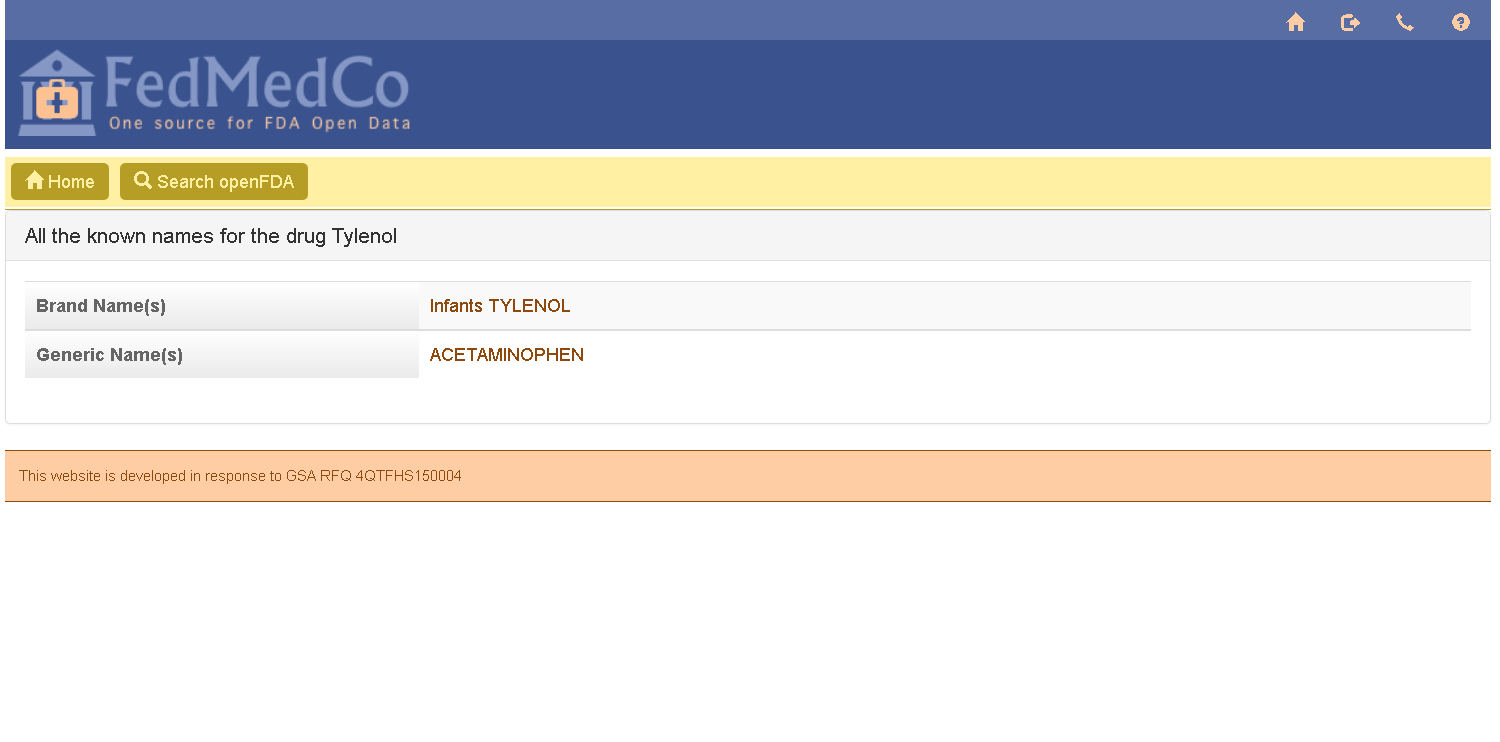 FedMedCo
One source for FDA Open Data
Home Search openFDA
All the known names for the drug Tylenol
Brand Name(s) Infants TYLENOL
Generic Name(s) ACETAMINOPHEN
This website is developed in response to GSA RFQ 4QTFHS150004